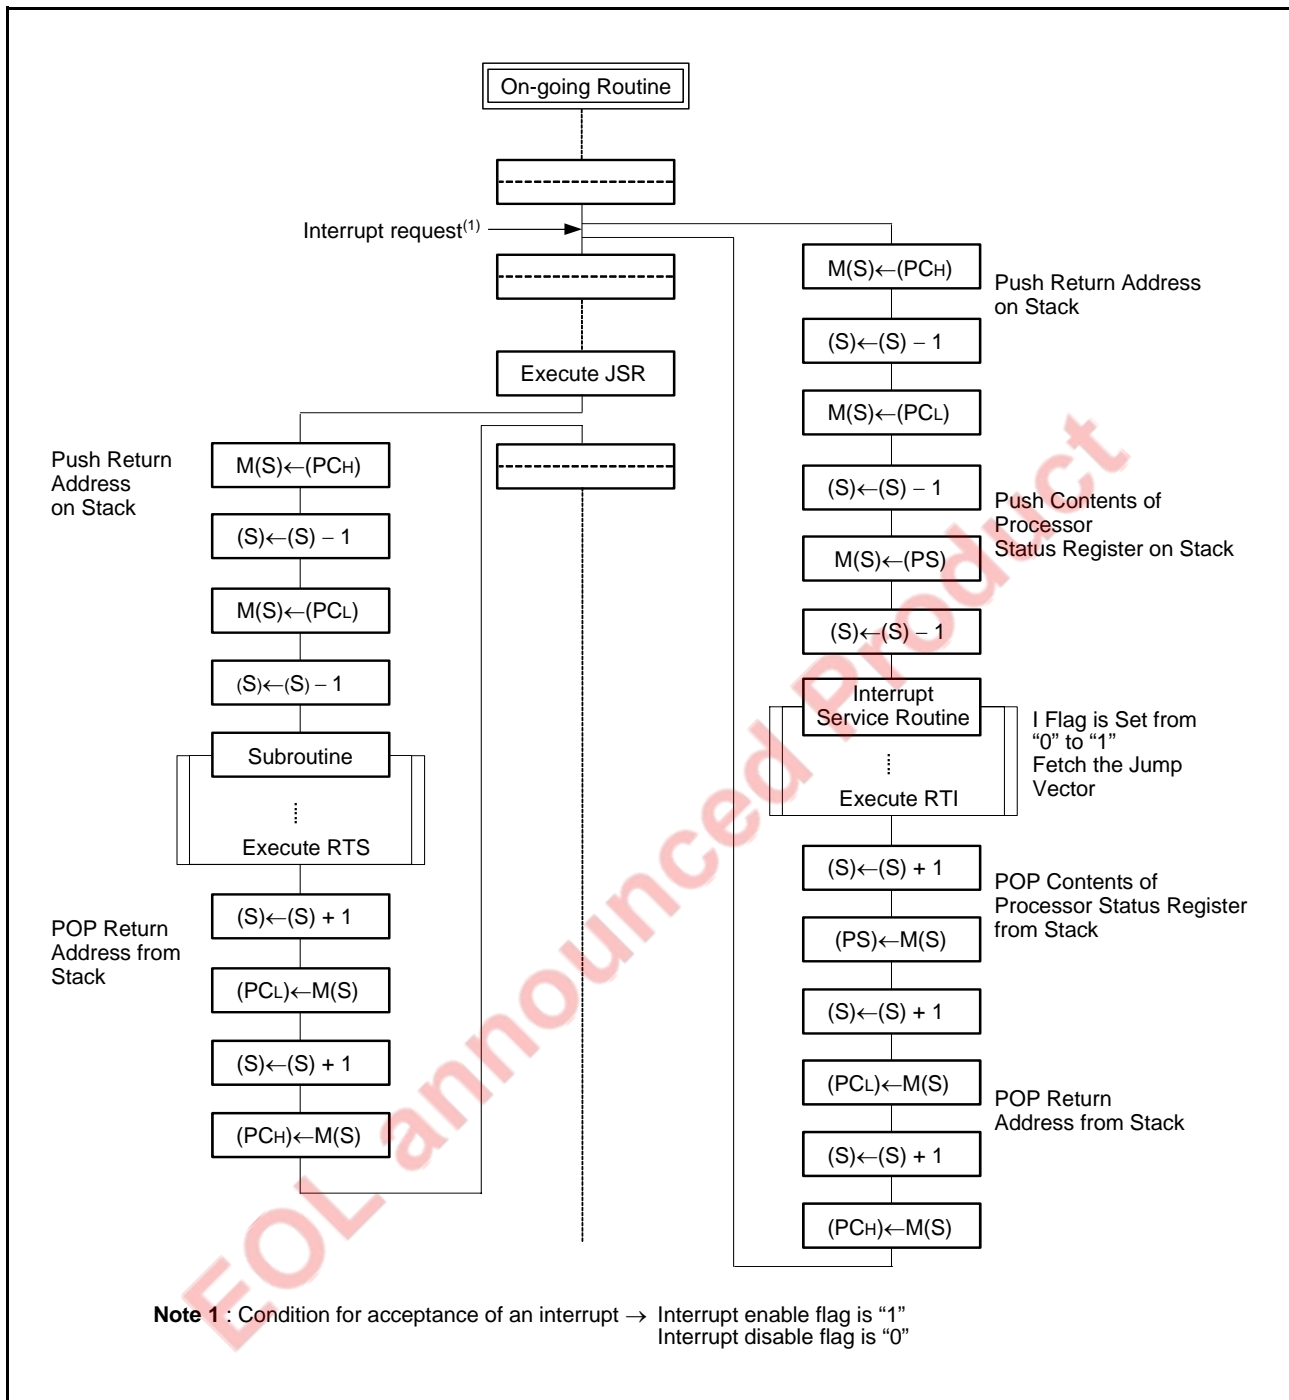 On-going Routine
Interrupt request(1)
Execute JSR
Push Return
Address
on Stack
M(S)←(PCH)
(S)←(S) – 1
M(S)←(PCL)
(S)←(S) – 1
Subroutine
Execute RTS
POP Return
Address from
Stack
(S)←(S) + 1
(PCL)←M(S)
(S)←(S) + 1
(PCH)←M(S)
M(S)←(PCH)
Push Return Address
on Stack
(S)←(S) – 1
M(S)←(PCL)
(S)←(S) – 1
Push Contents of
Processor
Status Register on Stack
M(S)←(PS)
(S)←(S) – 1
Interrupt
Service Routine
I Flag is Set from
“0” to “1”
Fetch the Jump
Vector
Execute RTI
(S)←(S) + 1
POP Contents of
Processor Status Register
from Stack
(PS)←M(S)
(S)←(S) + 1
(PCL)←M(S)
POP Return
Address from Stack
(S)←(S) + 1
(PCH)←M(S)
Note 1 : Condition for acceptance of an interrupt → Interrupt enable flag is “1”
Interrupt disable flag is “0”
EOL announced Product